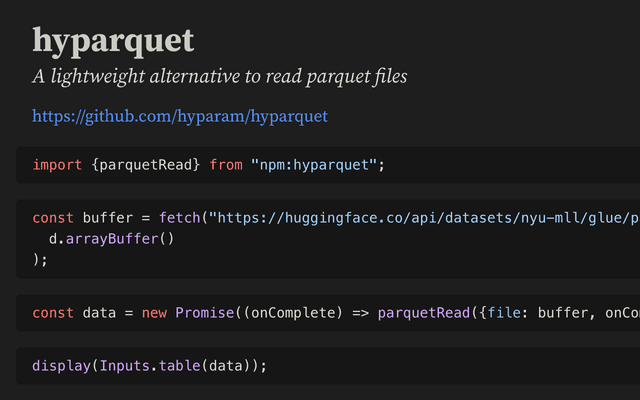 hyparquet
A lightweight alternative to read parquet files
https://github.com/hyparam/hyparquet
import {parquetRead} from "npm:hyparquet";
const buffer = fetch("https://huggingface.co/api/datasets/nyu-mll/glue/p
d.arrayBuffer()
);
const data = new Promise((onComplete) => parquetRead({file: buffer, onCo
display(Inputs.table(data));